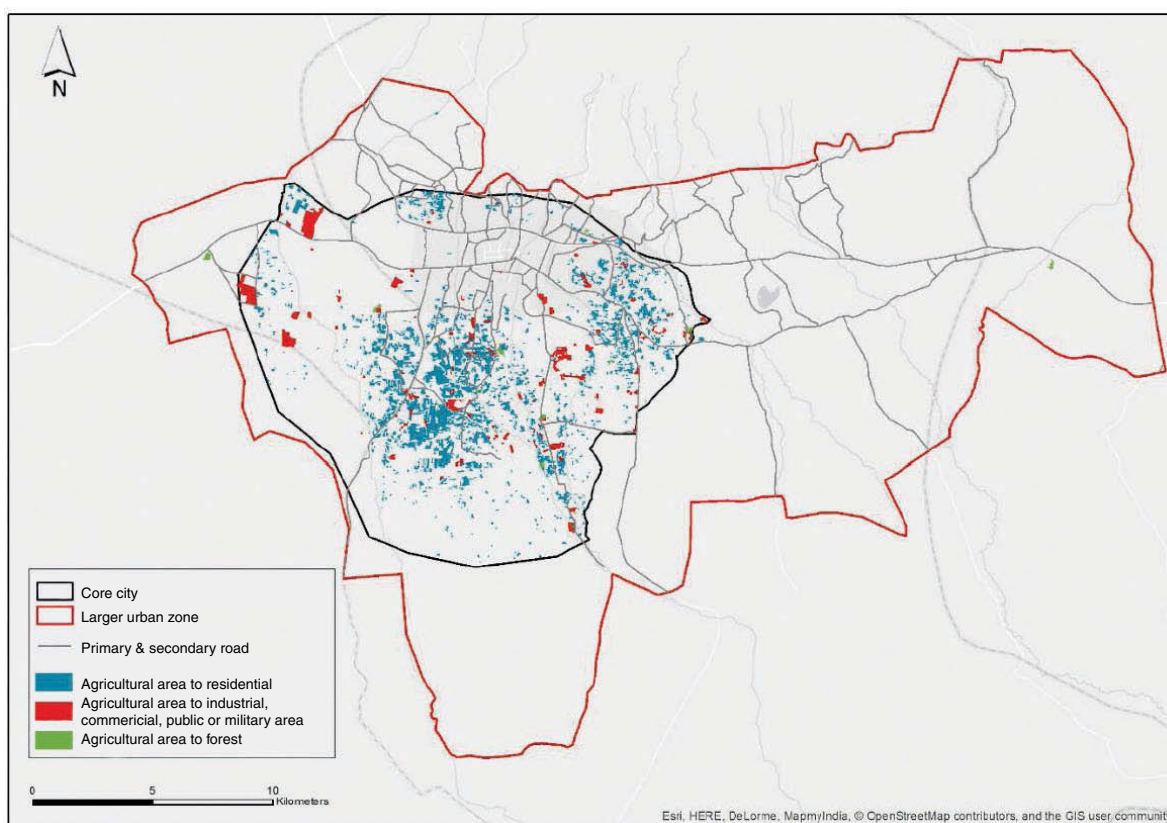 N
Core city
Larger urban zone
Primary & secondary road
Agricultural area to residential
Agricultural area to industrial,
commericial, public or military area
Agricultural area to forest
0 5 10
Kilometers
Esri, HERE, DeLorme, MapmyIndia, © OpenStreetMap contributors, and the GIS user communit